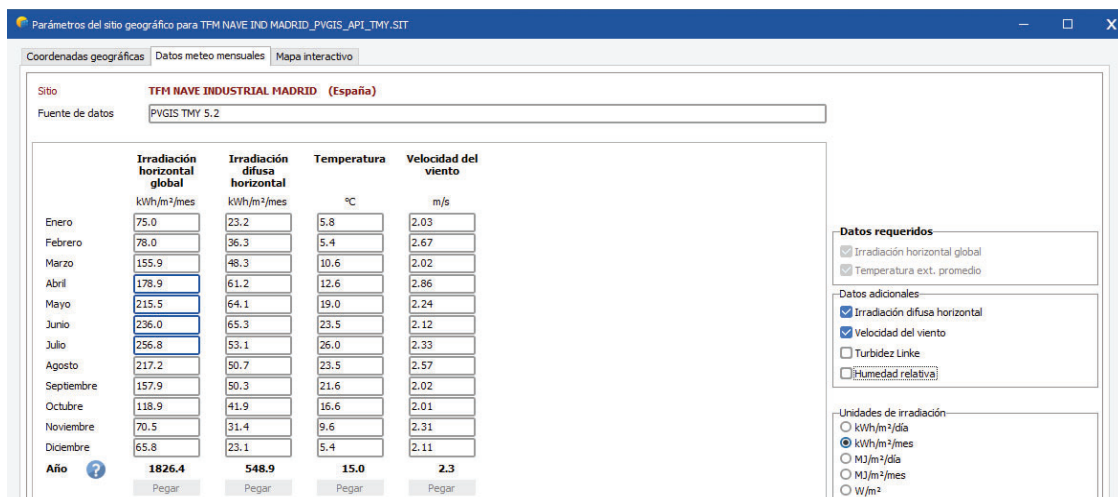 Parámetros del sitio geográfico para TFM NAVE IND MADRID_PVGIS_API_TMY.SIT
Coordenadas geográficas Datos meteo mensuales Mapa interactivo
Sitio TFM NAVE INDUSTRIAL MADRID (España)
Fuente de datos PVGIS TMY 5.2
Irradiación horizontal global Irradiación difusa horizontal Temperatura Velocidad del viento
kWh/m²/mes kWh/m²/mes °C m/s
Enero 75.0 23.2 5.8 2.03
Febrero 78.0 36.3 5.4 2.67
Marzo 155.9 48.3 10.6 2.02
Abril 178.9 61.2 12.6 2.86
Mayo 215.5 64.1 19.0 2.24
Junio 236.0 65.3 23.5 2.12
Julio 256.8 53.1 26.0 2.33
Agosto 217.2 50.7 23.5 2.57
Septiembre 157.9 50.3 21.6 2.02
Octubre 118.9 41.9 16.6 2.01
Noviembre 70.5 31.4 9.6 2.31
Diciembre 65.8 23.1 5.4 2.11
Año ? 1826.4 548.9 15.0 2.3
Pegar Pegar Pegar Pegar
Datos requeridos
Irradiación horizontal global
Temperatura ext. promedio
Datos adicionales
Irradiación difusa horizontal
Velocidad del viento
Turbidez Linke
Humedad relativa
Unidades de irradiación
kWh/m²/día
kWh/m²/mes
MJ/m²/día
MJ/m²/mes
W/m²